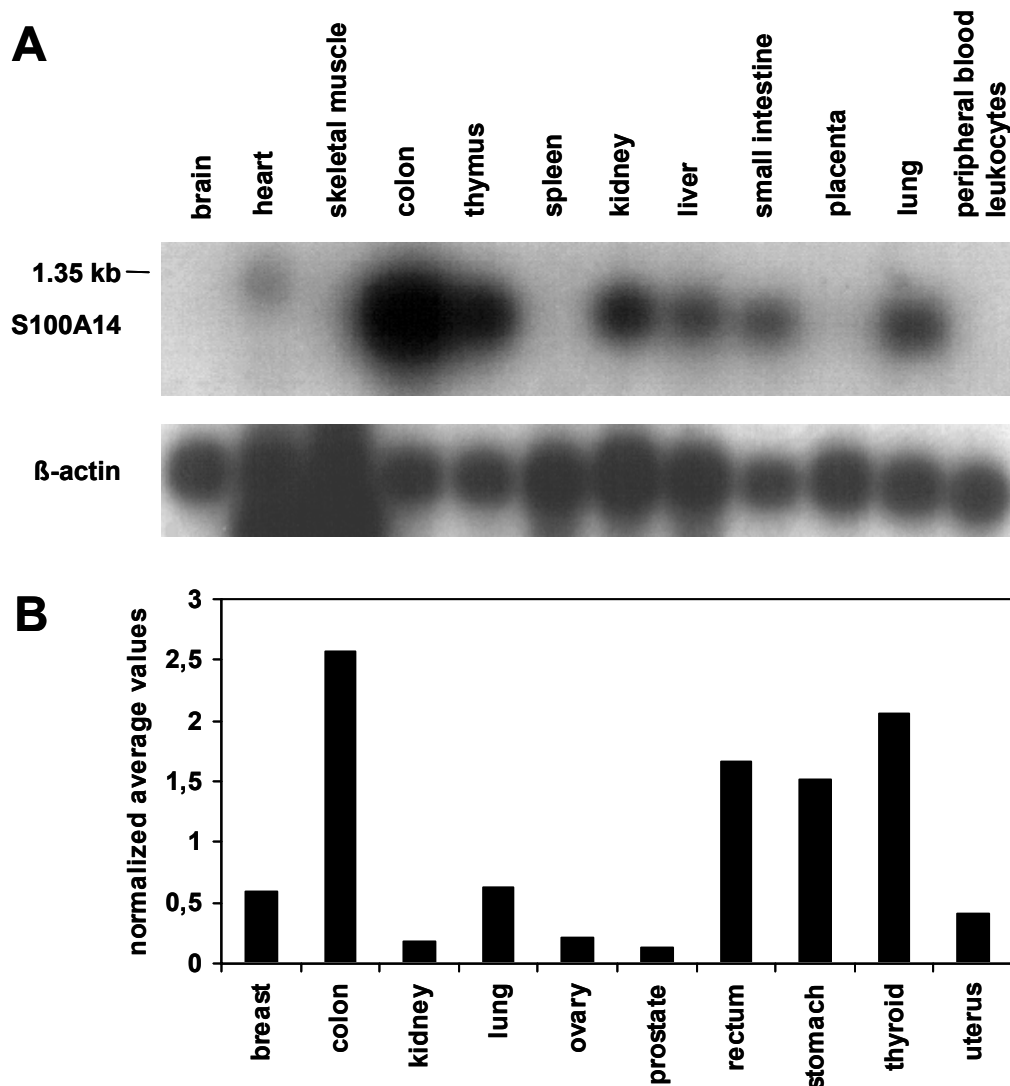 A
brain
heart
skeletal muscle
colon
thymus
spleen
kidney
liver
small intestine
placenta
lung
peripheral blood
leukocytes
1.35 kb
S100A14
ß-actin
B
normalized average values
3
2,5
2
1,5
1
0,5
0
breast
colon
kidney
lung
ovary
prostate
rectum
stomach
thyroid
uterus